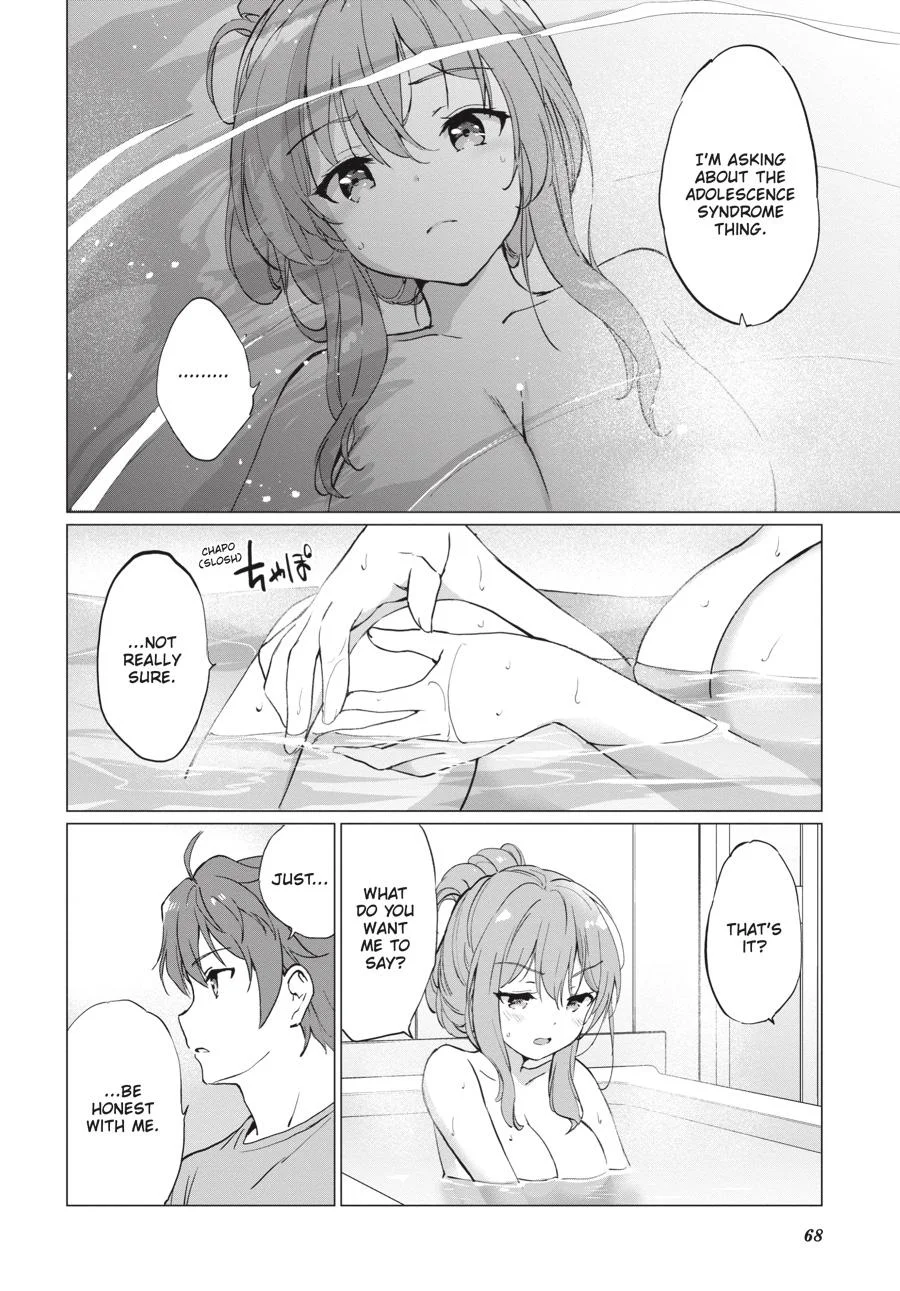 I'M ASKING
ABOUT THE
ADOLESCENCE
SYNDROME
THING.
.........
CHAPO
(SLOSH)
ちゃぽ
...NOT
REALLY
SURE.
THAT'S
IT?
WHAT
DO YOU
WANT
ME TO
SAY?
JUST...
...BE
HONEST
WITH ME.
68